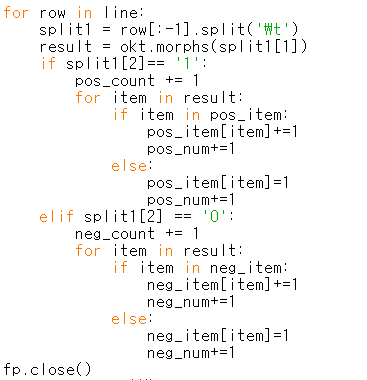 for row in line:
    split1 = row[:-1].split('₩t')
    result = okt.morphs(split1[1])
    if split1[2]== '1':
        pos_count += 1
        for item in result:
            if item in pos_item:
                pos_item[item]+=1
                pos_num+=1
            else:
                pos_item[item]=1
                pos_num+=1
    elif split1[2] == '0':
        neg_count += 1
        for item in result:
            if item in neg_item:
                neg_item[item]+=1
                neg_num+=1
            else:
                neg_item[item]=1
                neg_num+=1
fp.close()